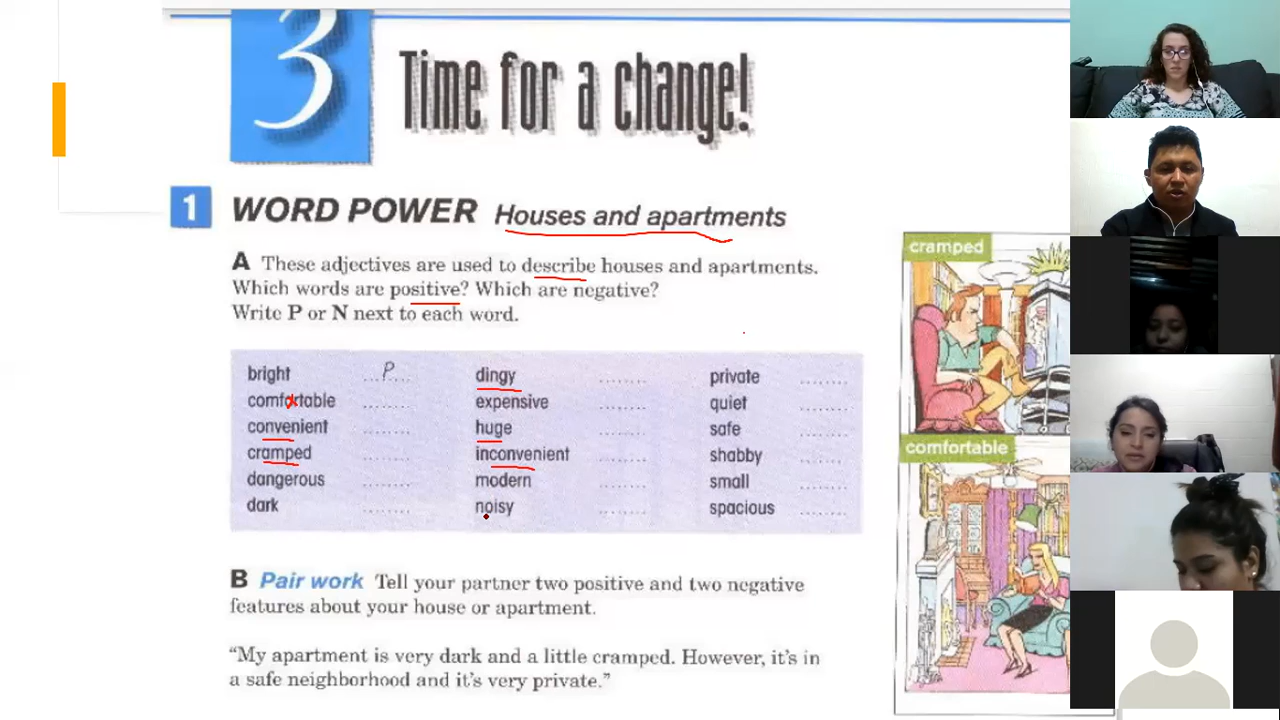 3
Time for a change!
1 WORD POWER Houses and apartments
A These adjectives are used to describe houses and apartments.
Which words are positive? Which are negative?
Write P or N next to each word.
bright P dingy ........ private ........
comfortable ........ expensive ........ quiet ........
convenient ........ huge ........ safe ........
cramped ........ inconvenient ........ shabby ........
dangerous ........ modern ........ small ........
dark ........ noisy ........ spacious ........
B Pair work Tell your partner two positive and two negative
features about your house or apartment.
“My apartment is very dark and a little cramped. However, it’s in
a safe neighborhood and it’s very private.”
cramped
comfortable